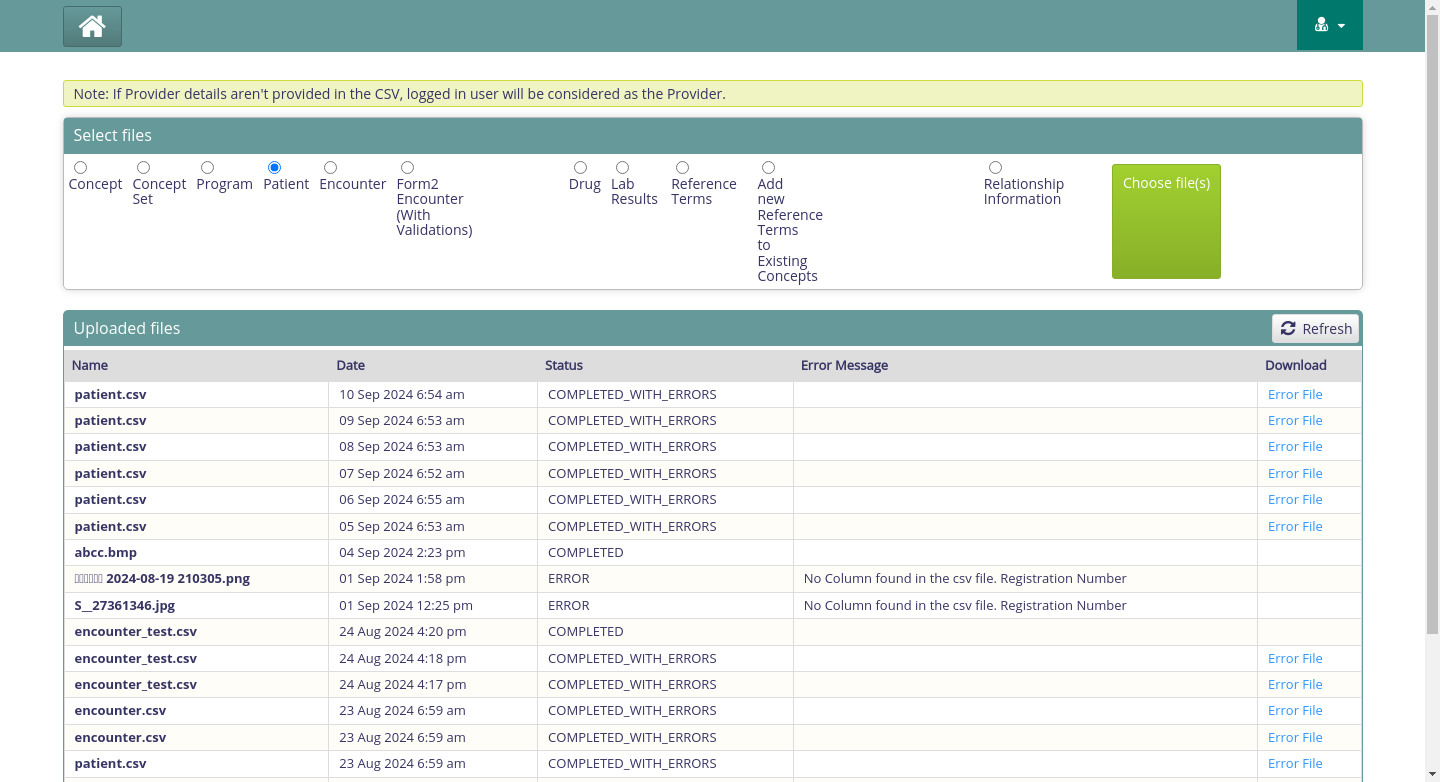 Note: If Provider details aren't provided in the CSV, logged in user will be considered as the Provider.
Select files
Concept
Concept Set
Program
Patient
Encounter
Form2 Encounter (With Validations)
Drug
Lab Results
Reference Terms
Add new Reference Terms to Existing Concepts
Relationship Information
Choose file(s)
Uploaded files
Refresh
Name Date Status Error Message Download
patient.csv 10 Sep 2024 6:54 am COMPLETED_WITH_ERRORS Error File
patient.csv 09 Sep 2024 6:53 am COMPLETED_WITH_ERRORS Error File
patient.csv 08 Sep 2024 6:53 am COMPLETED_WITH_ERRORS Error File
patient.csv 07 Sep 2024 6:52 am COMPLETED_WITH_ERRORS Error File
patient.csv 06 Sep 2024 6:55 am COMPLETED_WITH_ERRORS Error File
patient.csv 05 Sep 2024 6:53 am COMPLETED_WITH_ERRORS Error File
abcc.bmp 04 Sep 2024 2:23 pm COMPLETED
2024-08-19 210305.png 01 Sep 2024 1:58 pm ERROR No Column found in the csv file. Registration Number
S__27361346.jpg 01 Sep 2024 12:25 pm ERROR No Column found in the csv file. Registration Number
encounter_test.csv 24 Aug 2024 4:20 pm COMPLETED
encounter_test.csv 24 Aug 2024 4:18 pm COMPLETED_WITH_ERRORS Error File
encounter_test.csv 24 Aug 2024 4:17 pm COMPLETED_WITH_ERRORS Error File
encounter.csv 23 Aug 2024 6:59 am COMPLETED_WITH_ERRORS Error File
encounter.csv 23 Aug 2024 6:59 am COMPLETED_WITH_ERRORS Error File
patient.csv 23 Aug 2024 6:59 am COMPLETED_WITH_ERRORS Error File